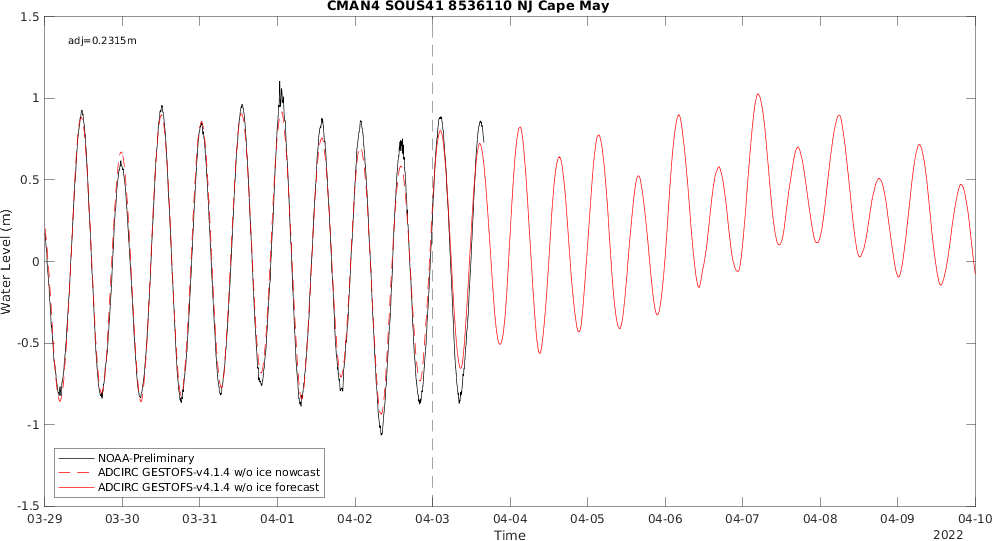 CMAN4 SOUS41 8536110 NJ Cape May
adj=0.2315m
1.5
1
0.5
0
-0.5
-1
-1.5
Water Level (m)
NOAA-Preliminary
ADCIRC GESTOFS-v4.1.4 w/o ice nowcast
ADCIRC GESTOFS-v4.1.4 w/o ice forecast
03-29 03-30 03-31 04-01 04-02 04-03 04-04 04-05 04-06 04-07 04-08 04-09 04-10
Time
2022